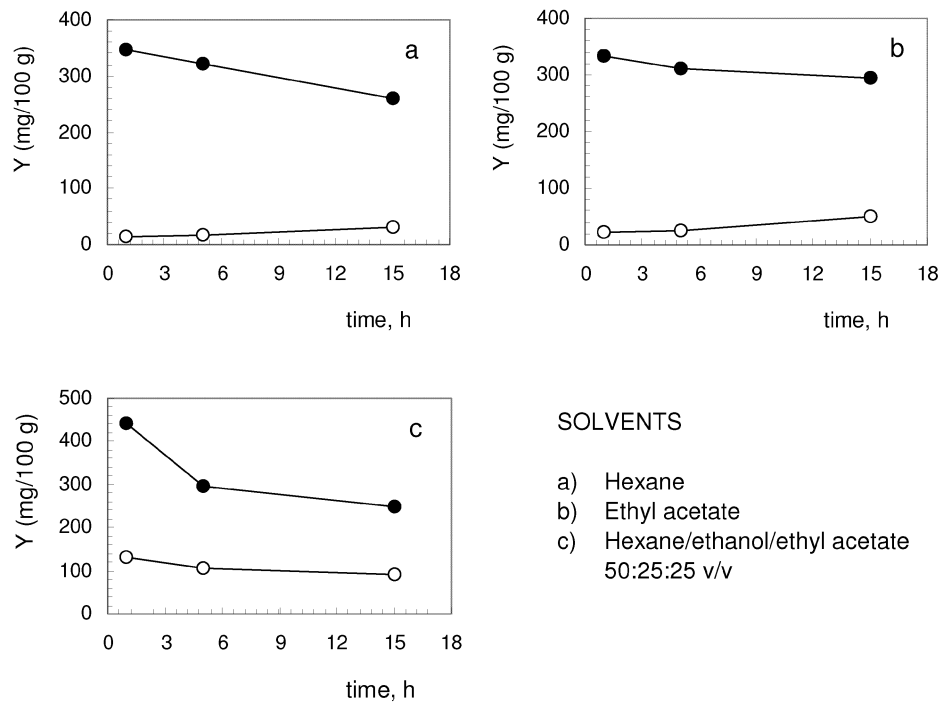 400
300
200
100
0
Y (mg/100 g)
a
0 3 6 9 12 15 18
time, h
400
300
200
100
0
Y (mg/100 g)
b
0 3 6 9 12 15 18
time, h
500
400
300
200
100
0
Y (mg/100 g)
c
0 3 6 9 12 15 18
time, h
SOLVENTS
a) Hexane
b) Ethyl acetate
c) Hexane/ethanol/ethyl acetate
50:25:25 v/v